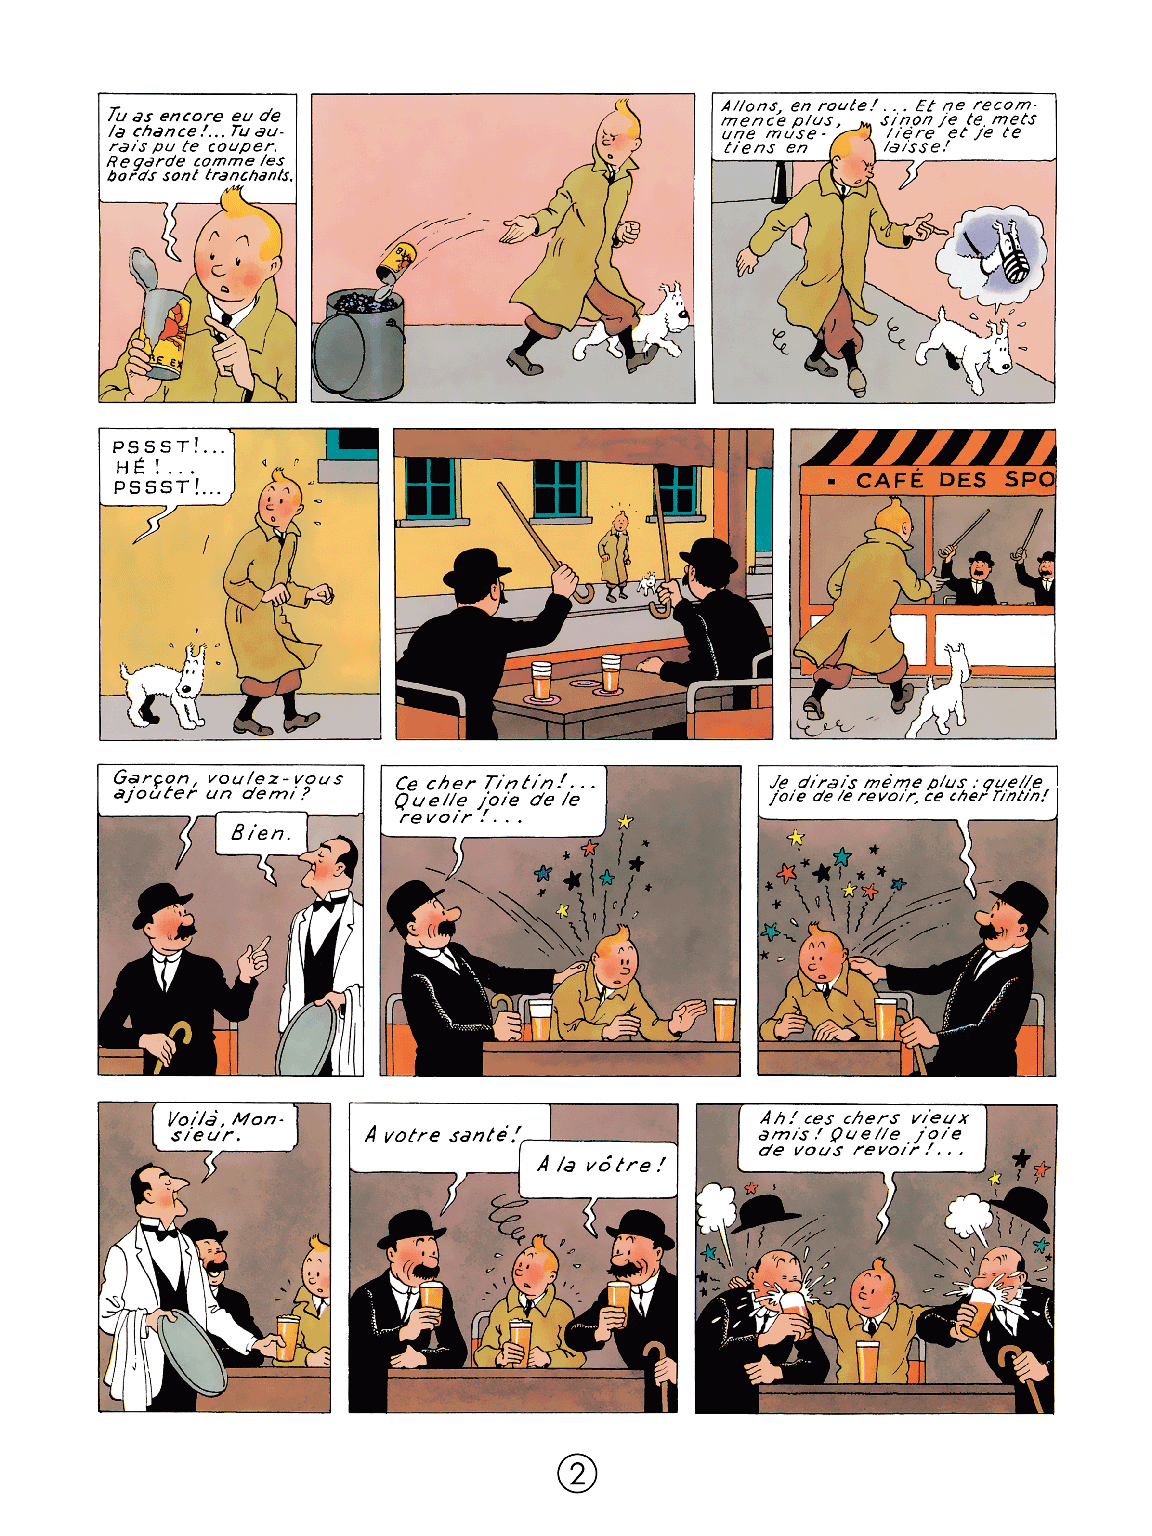 Tu as encore eu de
la chance!... Tu au-
rais pu te couper.
Regarde comme les
bords sont tranchants.
Allons, en route!... Et ne recom-
mence plus, sinon je te mets
une muse- lière et je te
tiens en laisse!
PSSST!...
HÉ!...
PSSST!...
CAFÉ DES SPO
Garçon, voulez-vous
ajouter un demi?
Bien.
Ce cher Tintin!...
Quelle joie de le
revoir!...
Je dirais même plus: quelle
joie de le revoir, ce cher Tintin!
Voilà, Mon-
sieur.
A votre santé!
A la vôtre!
Ah! ces chers vieux
amis! Quelle joie
de vous revoir!...
2